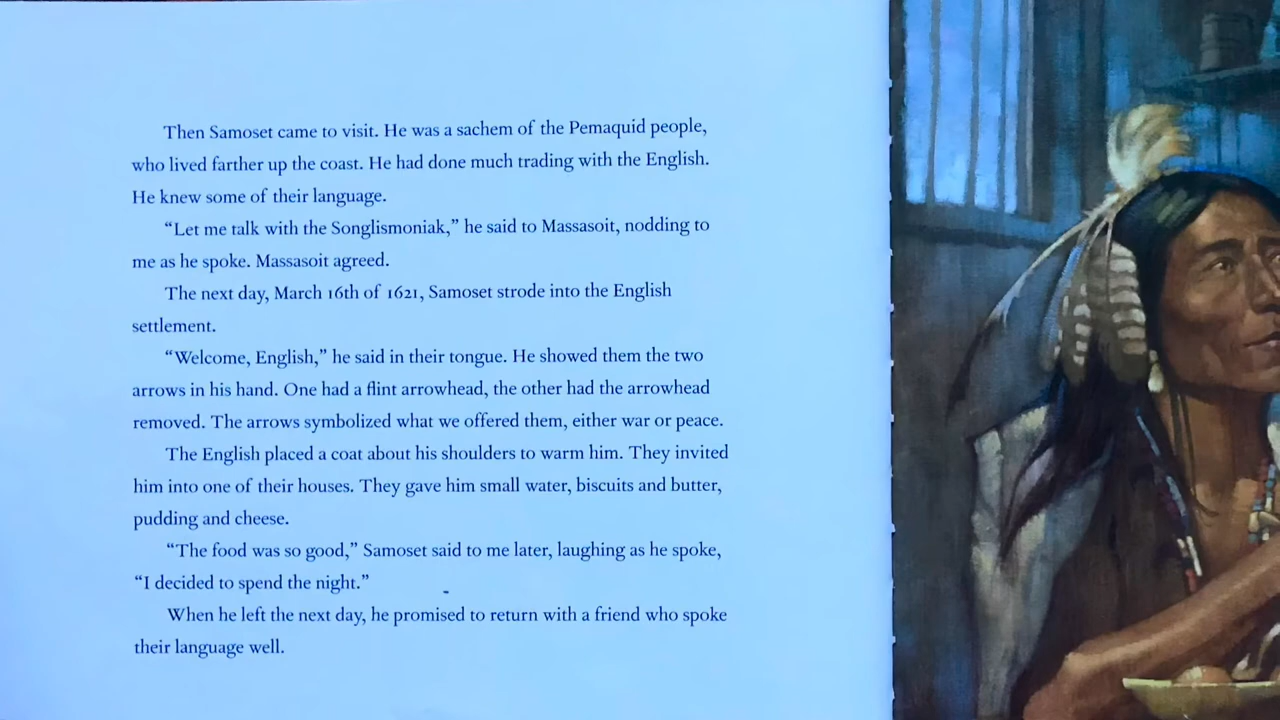 Then Samoset came to visit. He was a sachem of the Pemaquid people,
who lived farther up the coast. He had done much trading with the English.
He knew some of their language.
“Let me talk with the Songlismoniak,” he said to Massasoit, nodding to
me as he spoke. Massasoit agreed.
The next day, March 16th of 1621, Samoset strode into the English
settlement.
“Welcome, English,” he said in their tongue. He showed them the two
arrows in his hand. One had a flint arrowhead, the other had the arrowhead
removed. The arrows symbolized what we offered them, either war or peace.
The English placed a coat about his shoulders to warm him. They invited
him into one of their houses. They gave him small water, biscuits and butter,
pudding and cheese.
“The food was so good,” Samoset said to me later, laughing as he spoke,
“I decided to spend the night.”
When he left the next day, he promised to return with a friend who spoke
their language well.